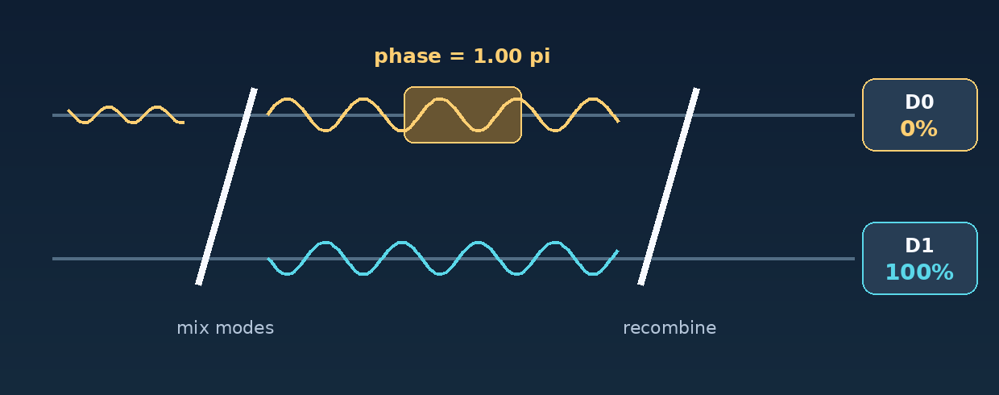 phase = 1.00 pi
D0
0%
D1
100%
mix modes
recombine